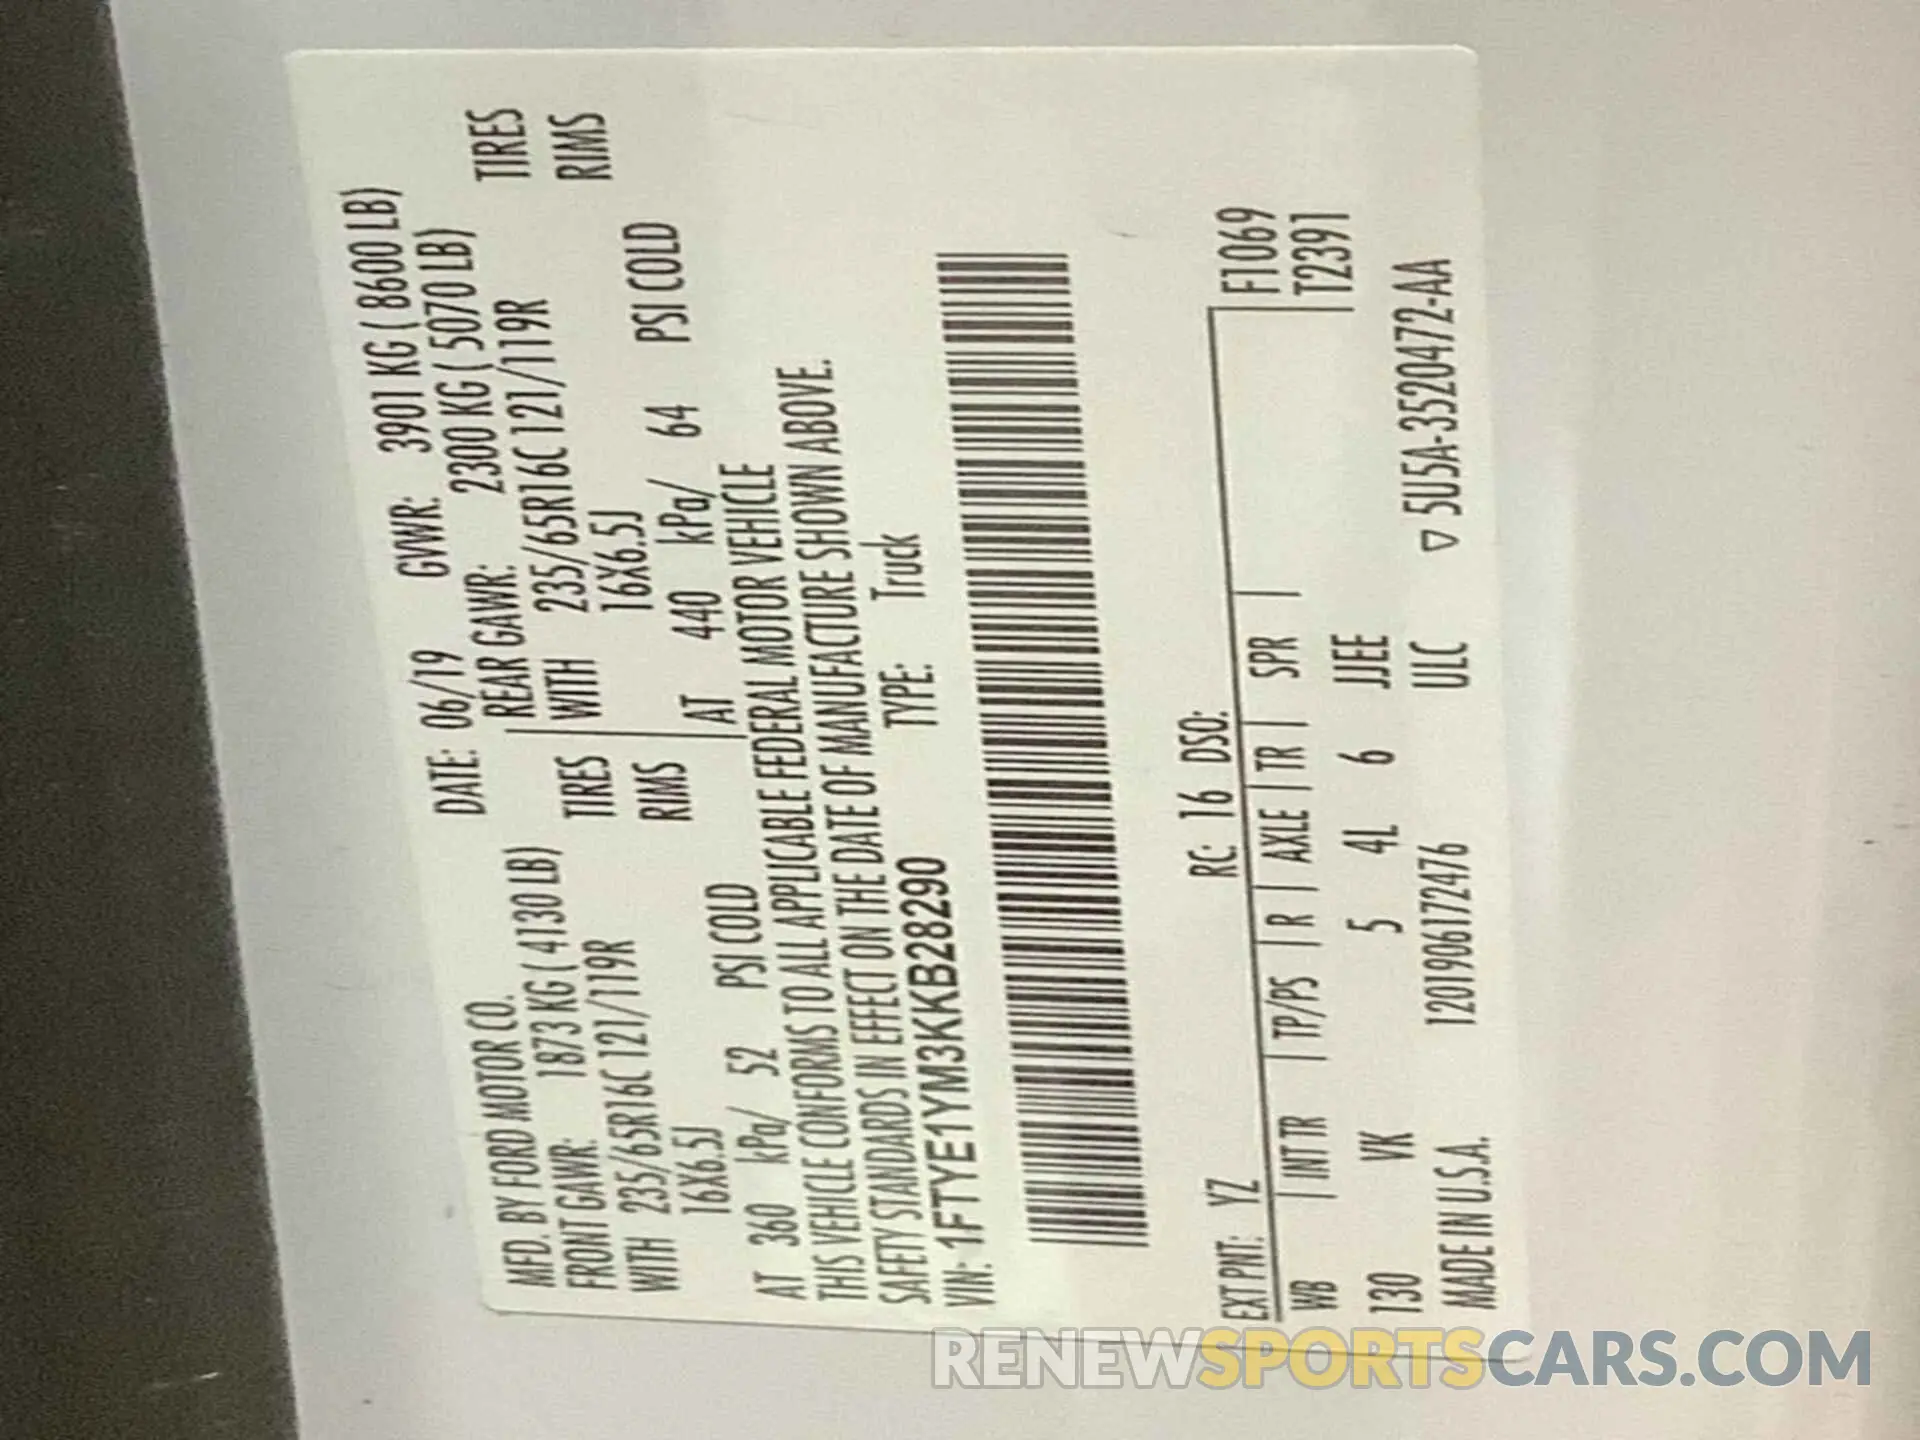 MFD. BY FORD MOTOR CO. DATE: 06/19 GVWR: 3901 KG ( 8600 LB)
FRONT GAWR: 1873 KG ( 4130 LB) REAR GAWR: 2300 KG ( 5070 LB)
WITH 235/65R16C 121/119R TIRES WITH 235/65R16C 121/119R TIRES
16X6.5J RIMS 16X6.5J RIMS
AT 360 kPa/ 52 PSI COLD AT 440 kPa/ 64 PSI COLD
THIS VEHICLE CONFORMS TO ALL APPLICABLE FEDERAL MOTOR VEHICLE
SAFETY STANDARDS IN EFFECT ON THE DATE OF MANUFACTURE SHOWN ABOVE.
VIN: 1FTYE1YM3KKB28290 TYPE: Truck
EXT PNT: YZ RC: 16 DSO: F1069
WB INT TR TP/PS R AXLE TR SPR T2391
130 VK 5 4L 6 JJEE
MADE IN U.S.A. 120190617 2476 ULC ▽ 5U5A-3520472-AA
RENEWSPORTSCARS.COM